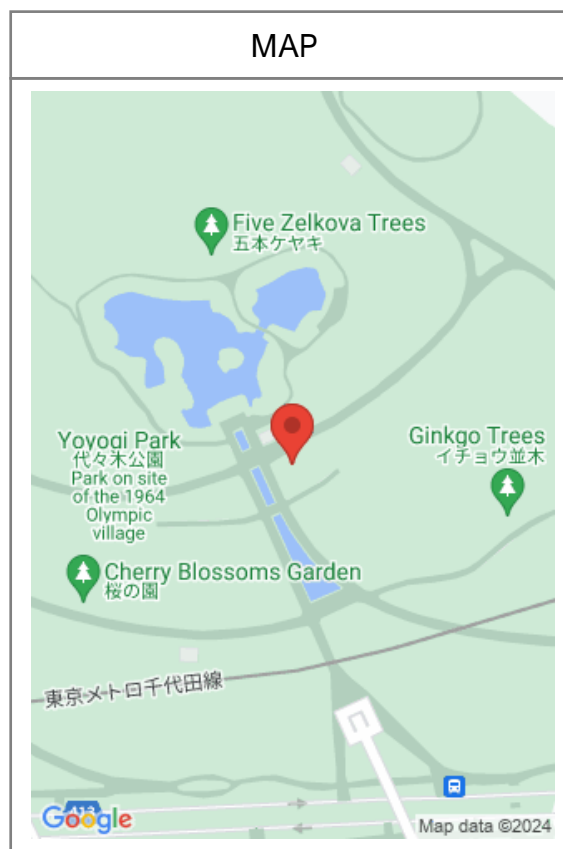 MAP
Five Zelkova Trees
五本ケヤキ
Yoyogi Park
代々木公園
Park on site
of the 1964
Olympic
village
Ginkgo Trees
イチョウ並木
Cherry Blossoms Garden
桜の園
東京メトロ千代田線
413
Google
Map data ©2024